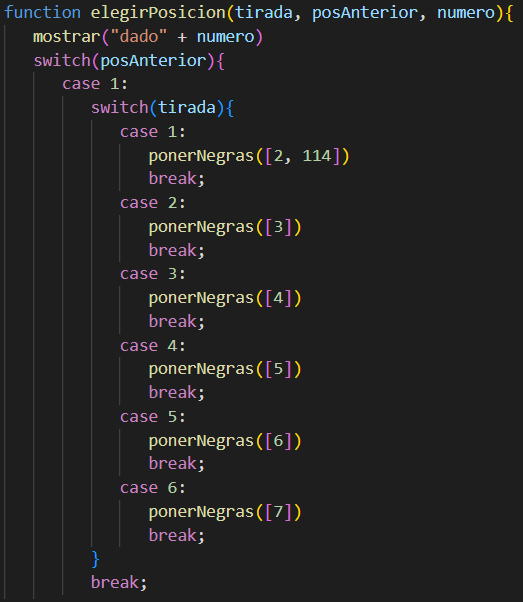 function elegirPosicion(tirada, posAnterior, numero){
mostrar("dado" + numero)
switch(posAnterior){
case 1:
switch(tirada){
case 1:
ponerNegras([2, 114])
break;
case 2:
ponerNegras([3])
break;
case 3:
ponerNegras([4])
break;
case 4:
ponerNegras([5])
break;
case 5:
ponerNegras([6])
break;
case 6:
ponerNegras([7])
break;
}
break;